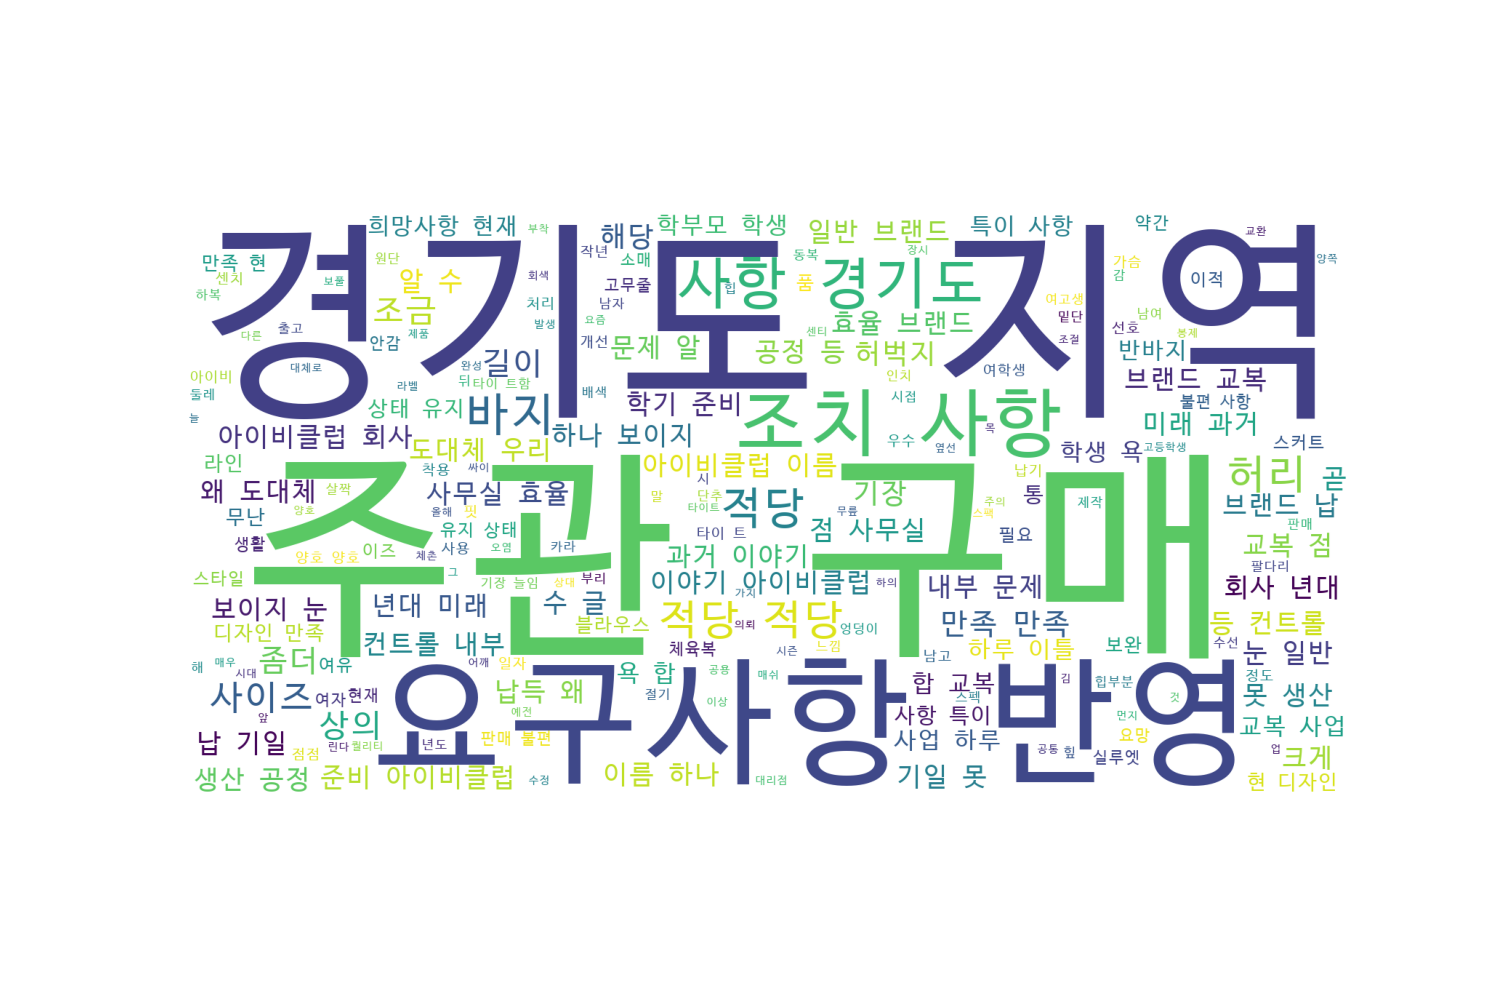 경기도지역
주관구매
요구사항반영
희망사항 현재
부착
작년
해당
학부모 학생
일반 브랜드
특이 사항
약간
교환
만족 현
원단
소매
동복
장시
가슴
양쪽
센치
보풀
알 수
회색
고무줄
사항
힙
품
경기도
감
이적
하복
조금
처리
남자
여고생
남여
다른
출고
제품
발생
요즘
개선
문제 알
센티
효율 브랜드
밑단
선호
봉제
안감
길이
공정 등
허벅지
조절
반바지
대체로
완성
아이비
라벨
뒤
타이 트함
배색
인치
여학생
브랜드 교복
둘레
상태 유지
바지
학기 준비
시점
불편 사항
늘
아이비클럽 회사
하나 보이지
조치 사항
목
미래 과거
도대체 우리
우수
옆선
학생 욕
고등학생
스커트
라인
착용
싸이
아이비클럽 이름
납기
허리
곧
왜 도대체
살짝
사무실 효율
시
말
단추
적당
기장
주의
통
제작
브랜드 납
무난
양호
올해
핏
타이트
무릎
스팩
판매
생활
유지 상태
타이 트
점 사무실
필요
교복 점
양호 양호
이즈
체촌
사용
오염
카라
과거 이야기
팔다리
스타일
그
기장 늘임
상대
부리
이야기 아이비클럽
하의
내부 문제
회사 년대
보이지 눈
년대 미래
수 글
가지
블라우스
적당 적당
의뢰
엉덩이
만족 만족
등 컨트롤
디자인 만족
컨트롤 내부
체육복
시즌
느낌
남고
하루 이틀
보완
수선
눈 일반
해
매우
좀더
여유
어깨
일자
욕 합
공용
매쉬
합 교복
스펙
김
힙부분
정도
못 생산
시대
사이즈
여자
현재
납득 왜
절기
이상
것
앞
상의
예전
사항 특이
먼지
교복 사업
납 기일
점점
린다
퀄리티
년도
판매 불편
사업 하루
공통
힢
요망
실루엣
업
크게
생산 공정
준비 아이비클럽
수정
이름 하나
대리점
기일 못
현 디자인